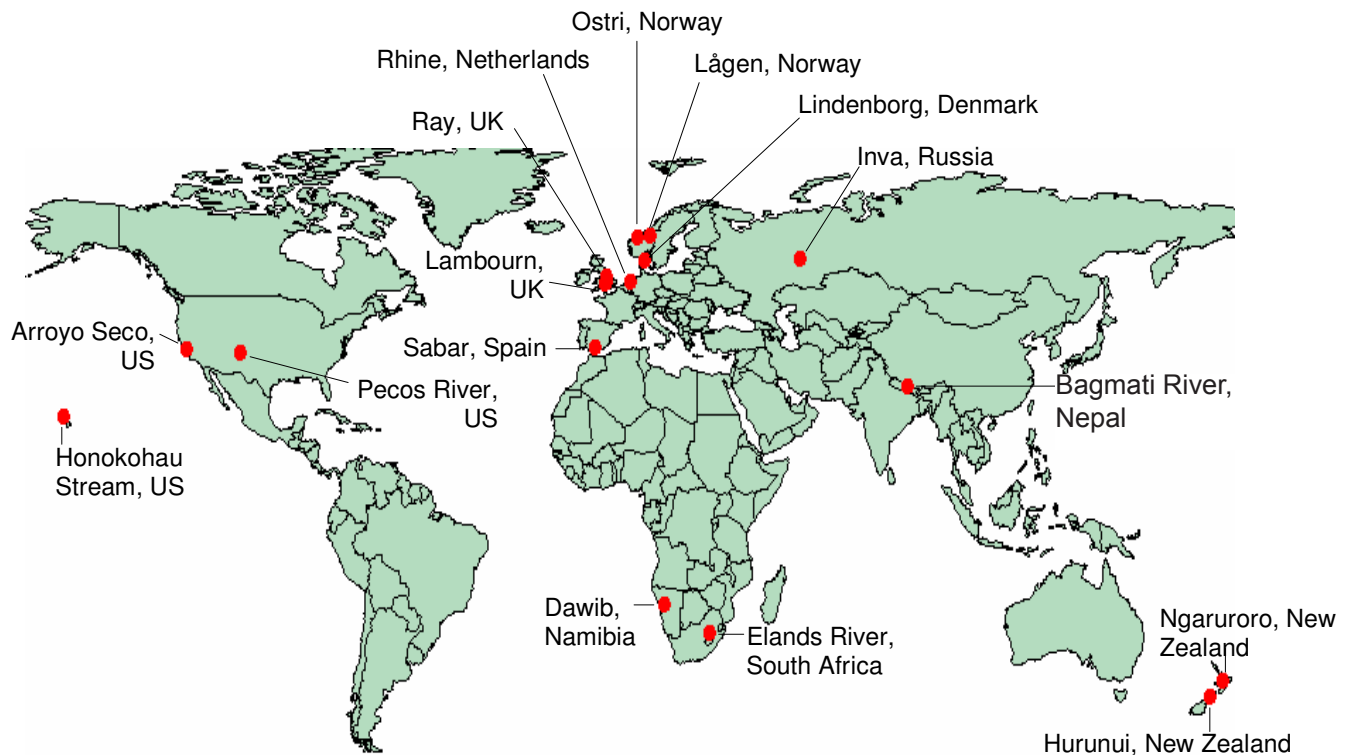 Ostri, Norway
Rhine, Netherlands
Lågen, Norway
Lindenborg, Denmark
Ray, UK
Inva, Russia
Lambourn,
UK
Arroyo Seco,
US
Sabar, Spain
Pecos River,
US
Bagmati River,
Nepal
Honokohau
Stream, US
Dawib,
Namibia
Elands River,
South Africa
Ngaruroro, New
Zealand
Hurunui, New Zealand